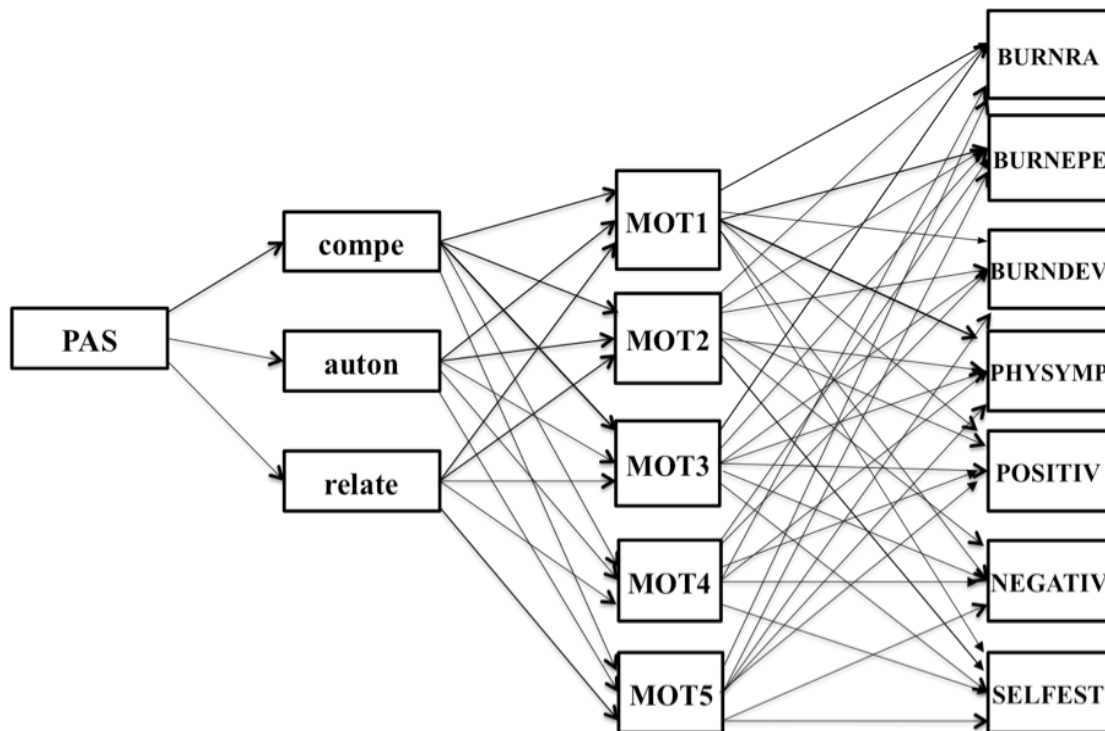 PAS
compe
auton
relate
MOT1
MOT2
MOT3
MOT4
MOT5
BURNRA
BURNEPE
BURNDEV
PHYSYMP
POSITIV
NEGATIV
SELFEST